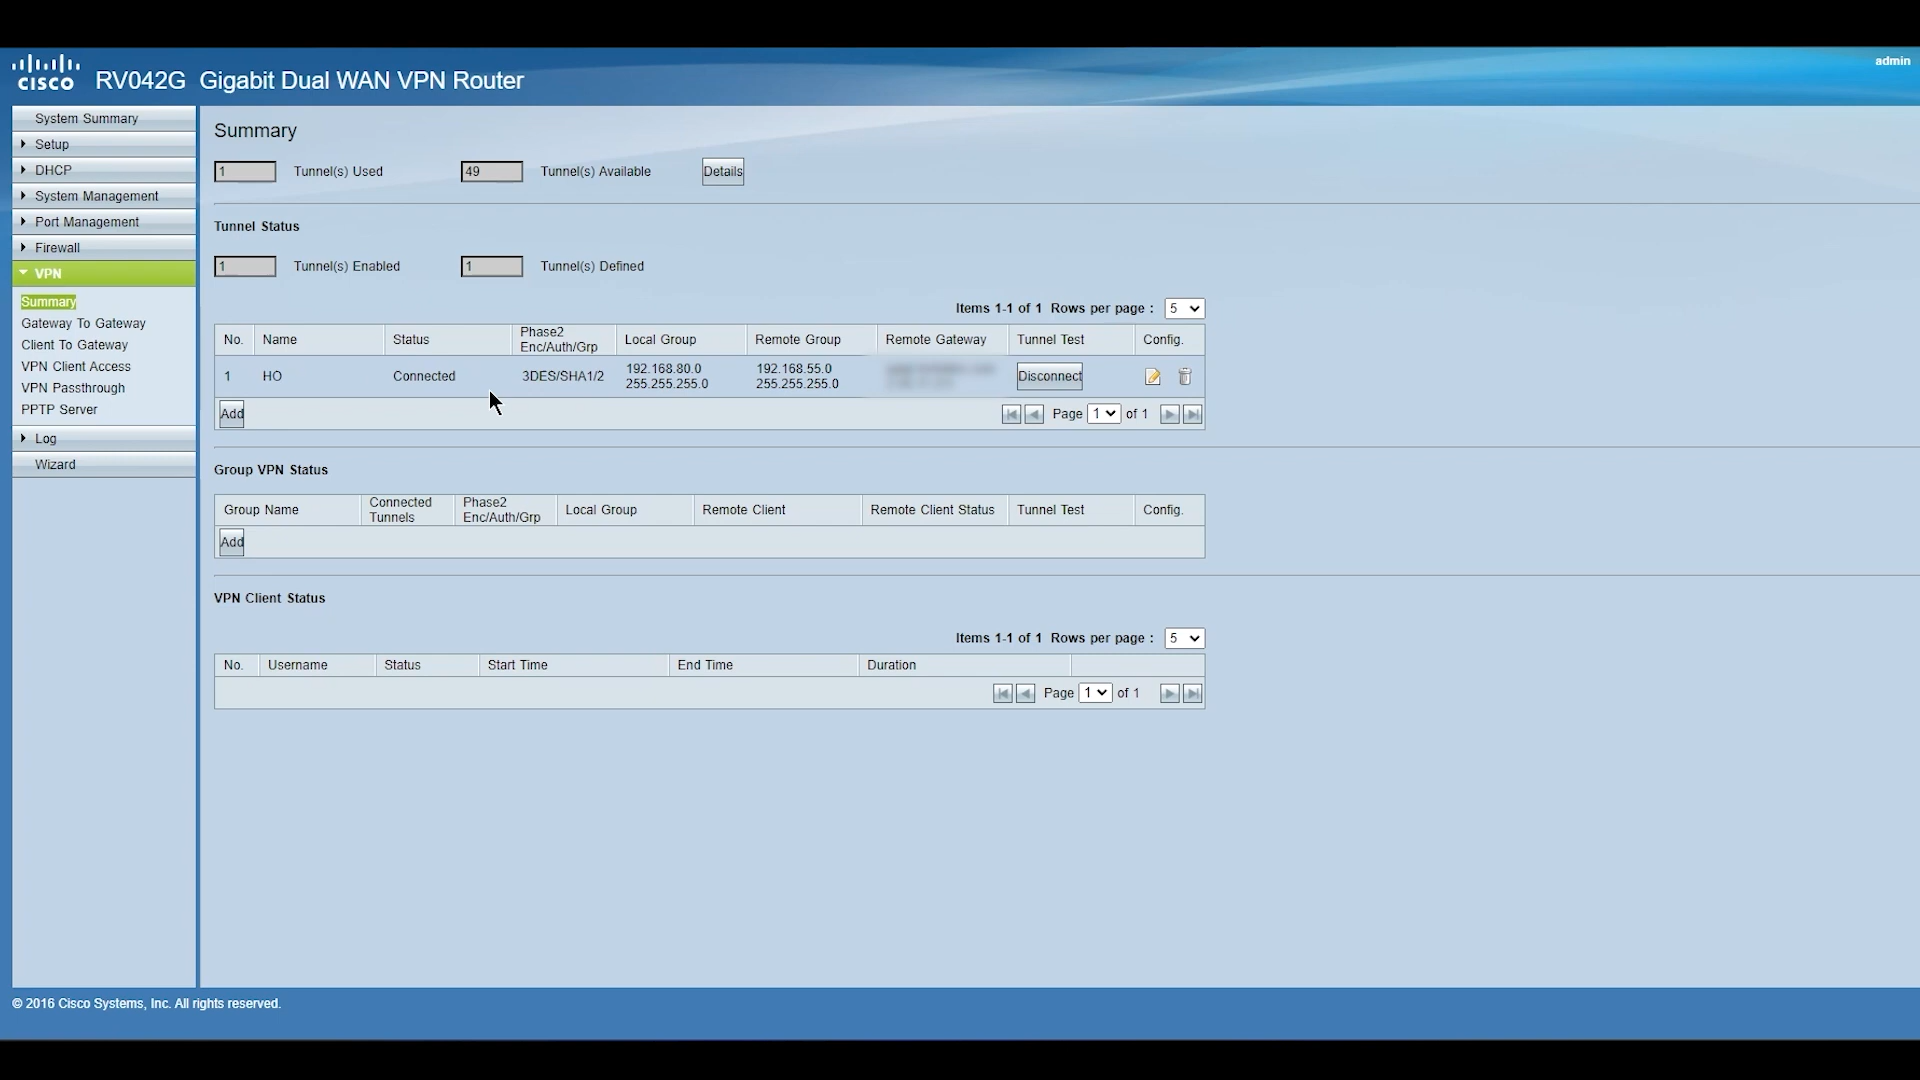 CISCO RV042G Gigabit Dual WAN VPN Router
admin
System Summary
Setup
DHCP
System Management
Port Management
Firewall
VPN
Summary
Gateway To Gateway
Client To Gateway
VPN Client Access
VPN Passthrough
PPTP Server
Log
Wizard
Summary
1 Tunnel(s) Used 49 Tunnel(s) Available Details
Tunnel Status
1 Tunnel(s) Enabled 1 Tunnel(s) Defined
Items 1-1 of 1 Rows per page : 5
No. Name Status Phase2 Enc/Auth/Grp Local Group Remote Group Remote Gateway Tunnel Test Config.
1 HO Connected 3DES/SHA1/2 192.168.80.0 255.255.255.0 192.168.55.0 255.255.255.0 Disconnect
Add Page 1 of 1
Group VPN Status
Group Name Connected Tunnels Phase2 Enc/Auth/Grp Local Group Remote Client Remote Client Status Tunnel Test Config.
Add
VPN Client Status
Items 1-1 of 1 Rows per page : 5
No. Username Status Start Time End Time Duration
Page 1 of 1
© 2016 Cisco Systems, Inc. All rights reserved.